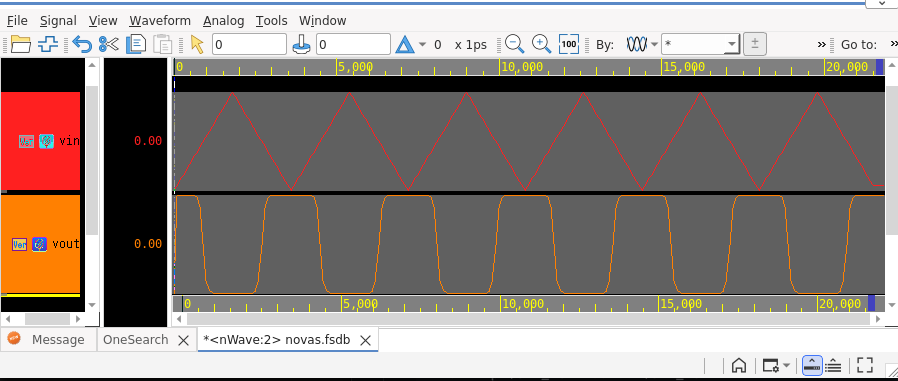 File Signal View Waveform Analog Tools Window
0 0 0 x 1ps 100 By: * » Go to: »
0 5,000 10,000 15,000 20,000
Ver vin 0.00
Ver vout 0.00
0 5,000 10,000 15,000 20,000
Message OneSearch *<nWave:2> novas.fsdb